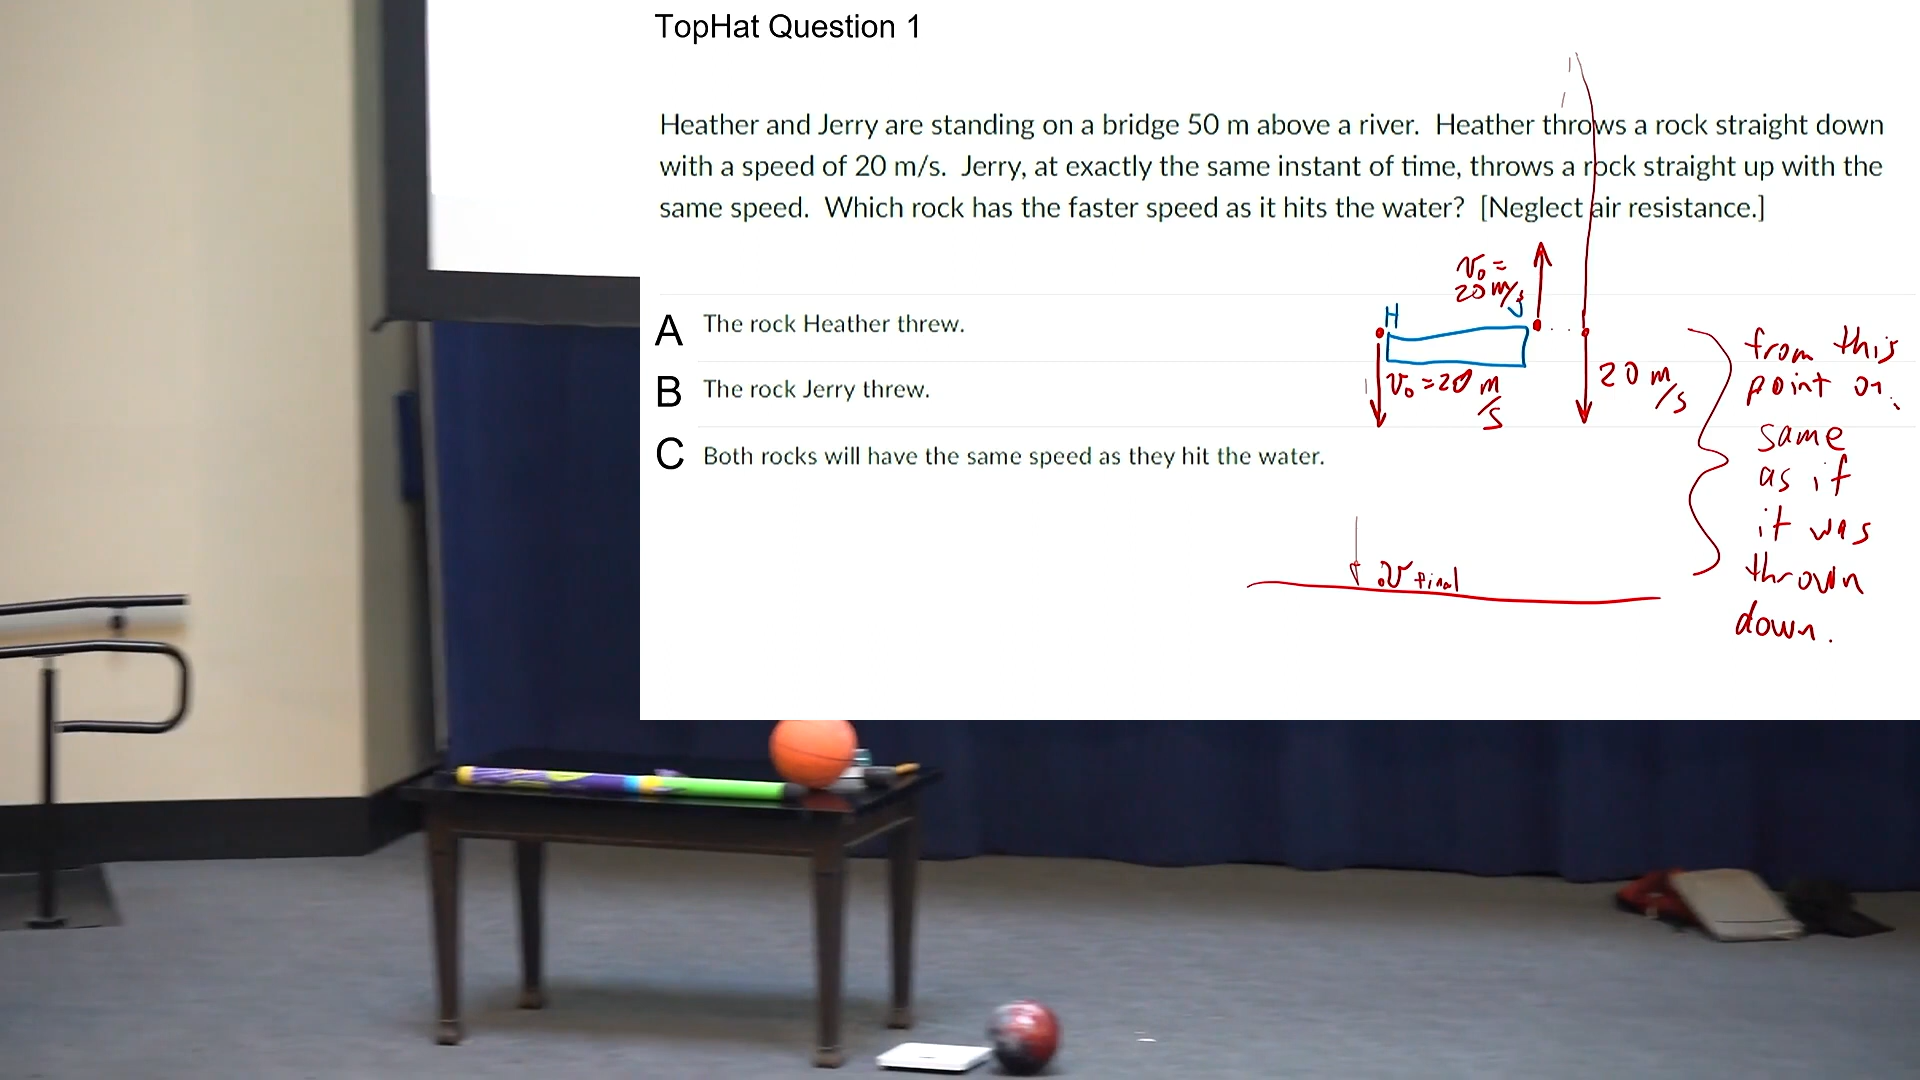 TopHat Question 1
Heather and Jerry are standing on a bridge 50 m above a river. Heather throws a rock straight down
with a speed of 20 m/s. Jerry, at exactly the same instant of time, throws a rock straight up with the
same speed. Which rock has the faster speed as it hits the water? [Neglect air resistance.]
A The rock Heather threw.
B The rock Jerry threw.
C Both rocks will have the same speed as they hit the water.
v₀ =
20 m/s
H
J
v₀ = 20 m/s
20 m/s
v final
from this
point on
same
as if
it was
thrown
down.